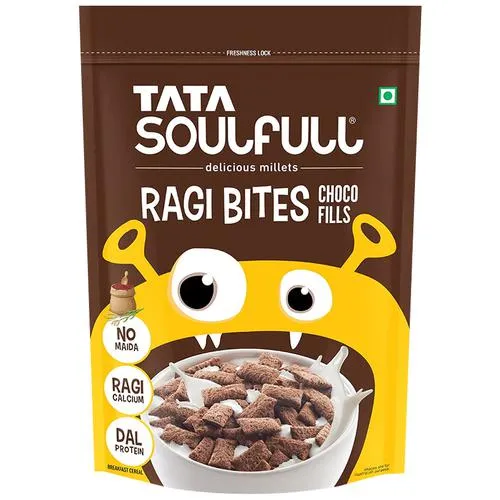 FRESHNESS LOCK
TATA
SOULFULL®
delicious millets
RAGI BITES CHOCO FILLS
NO
MAIDA
RAGI
CALCIUM
DAL
PROTEIN
BREAKFAST CEREAL